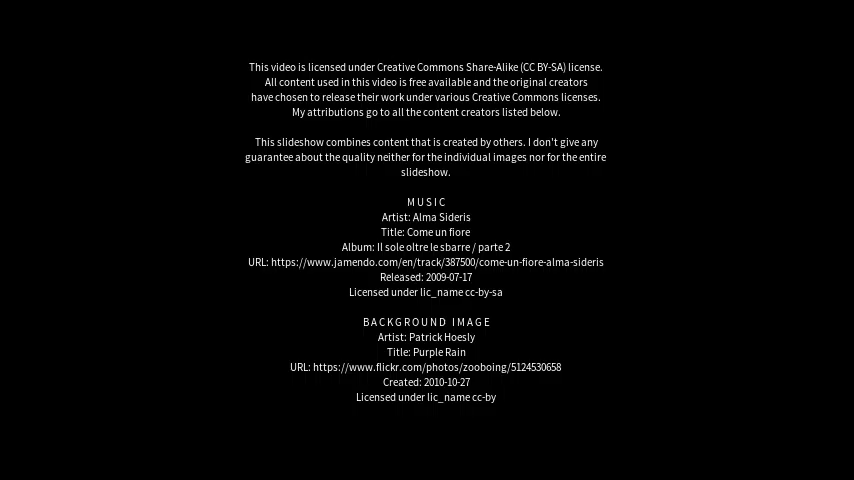 This video is licensed under Creative Commons Share-Alike (CC BY-SA) license.
All content used in this video is free available and the original creators
have chosen to release their work under various Creative Commons licenses.
My attributions go to all the content creators listed below.
This slideshow combines content that is created by others. I don't give any
guarantee about the quality neither for the individual images nor for the entire
slideshow.
MUSIC
Artist: Alma Sideris
Title: Come un fiore
Album: Il sole oltre le sbarre / parte 2
URL: https://www.jamendo.com/en/track/387500/come-un-fiore-alma-sideris
Released: 2009-07-17
Licensed under lic_name cc-by-sa
BACKGROUND IMAGE
Artist: Patrick Hoesly
Title: Purple Rain
URL: https://www.flickr.com/photos/zooboing/5124530658
Created: 2010-10-27
Licensed under lic_name cc-by